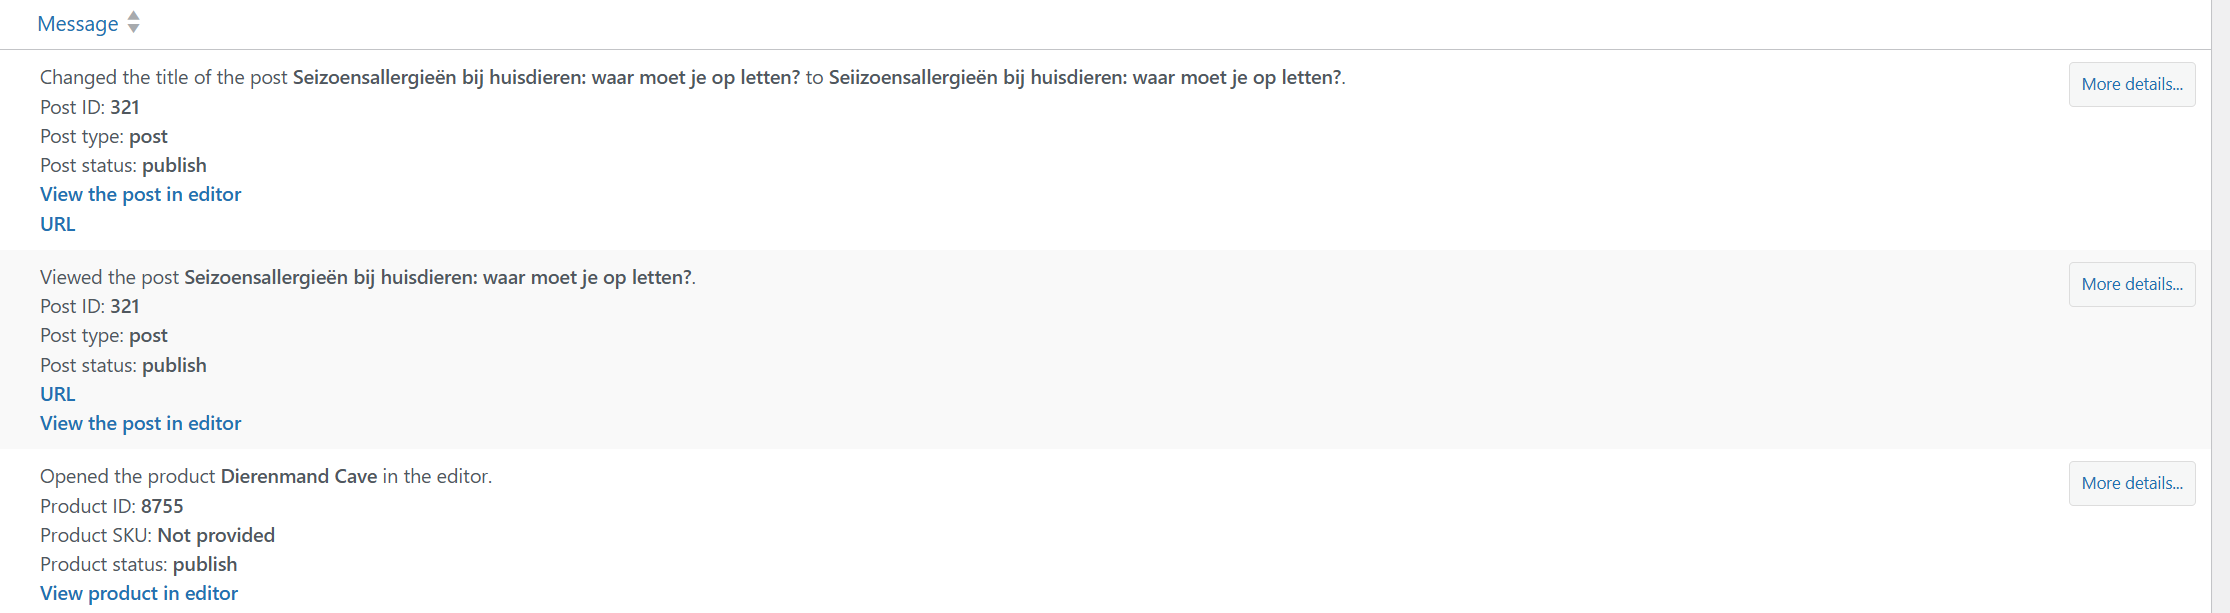 Message
Changed the title of the post Seizoensallergieën bij huisdieren: waar moet je op letten? to Seiizoensallergieën bij huisdieren: waar moet je op letten?.
More details...
Post ID: 321
Post type: post
Post status: publish
View the post in editor
URL
Viewed the post Seizoensallergieën bij huisdieren: waar moet je op letten?.
More details...
Post ID: 321
Post type: post
Post status: publish
URL
View the post in editor
Opened the product Dierenmand Cave in the editor.
More details...
Product ID: 8755
Product SKU: Not provided
Product status: publish
View product in editor